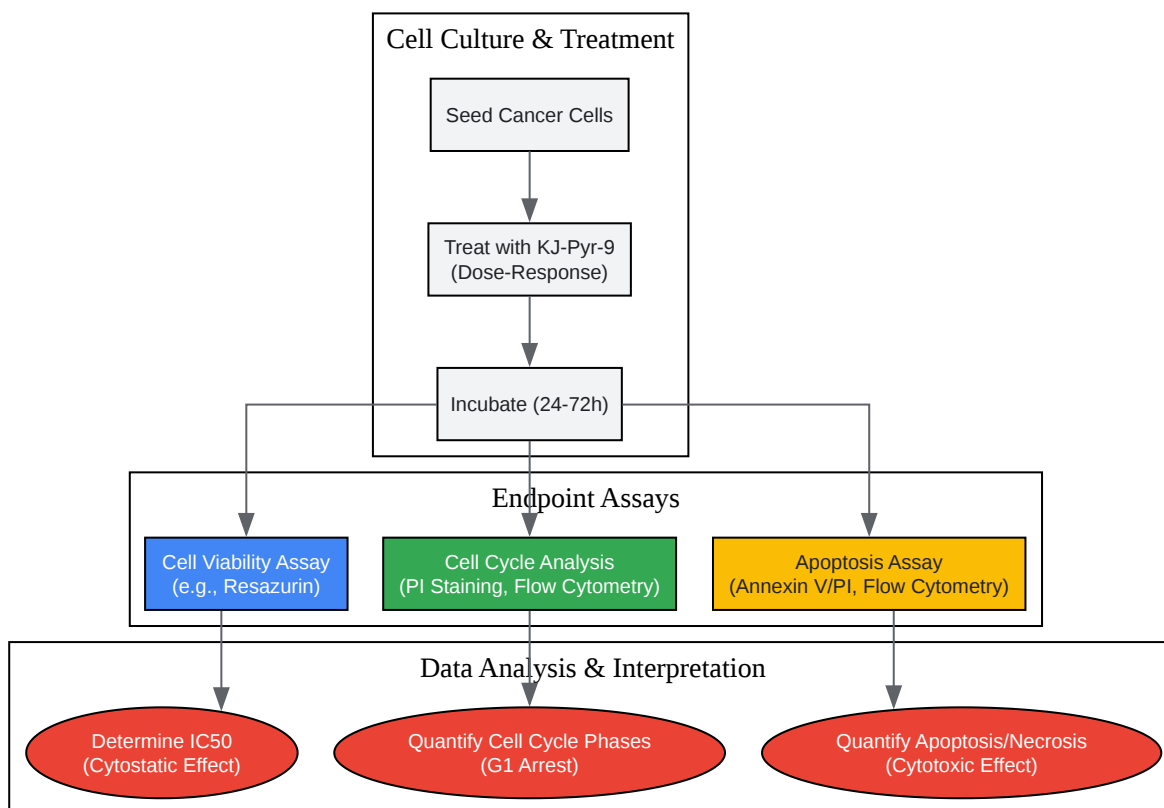 Cell Culture & Treatment
Seed Cancer Cells
Treat with KJ-Pyr-9
(Dose-Response)
Incubate (24-72h)
Endpoint Assays
Cell Viability Assay
(e.g., Resazurin)
Cell Cycle Analysis
(PI Staining, Flow Cytometry)
Apoptosis Assay
(Annexin V/PI, Flow Cytometry)
Data Analysis & Interpretation
Determine IC50
(Cytostatic Effect)
Quantify Cell Cycle Phases
(G1 Arrest)
Quantify Apoptosis/Necrosis
(Cytotoxic Effect)